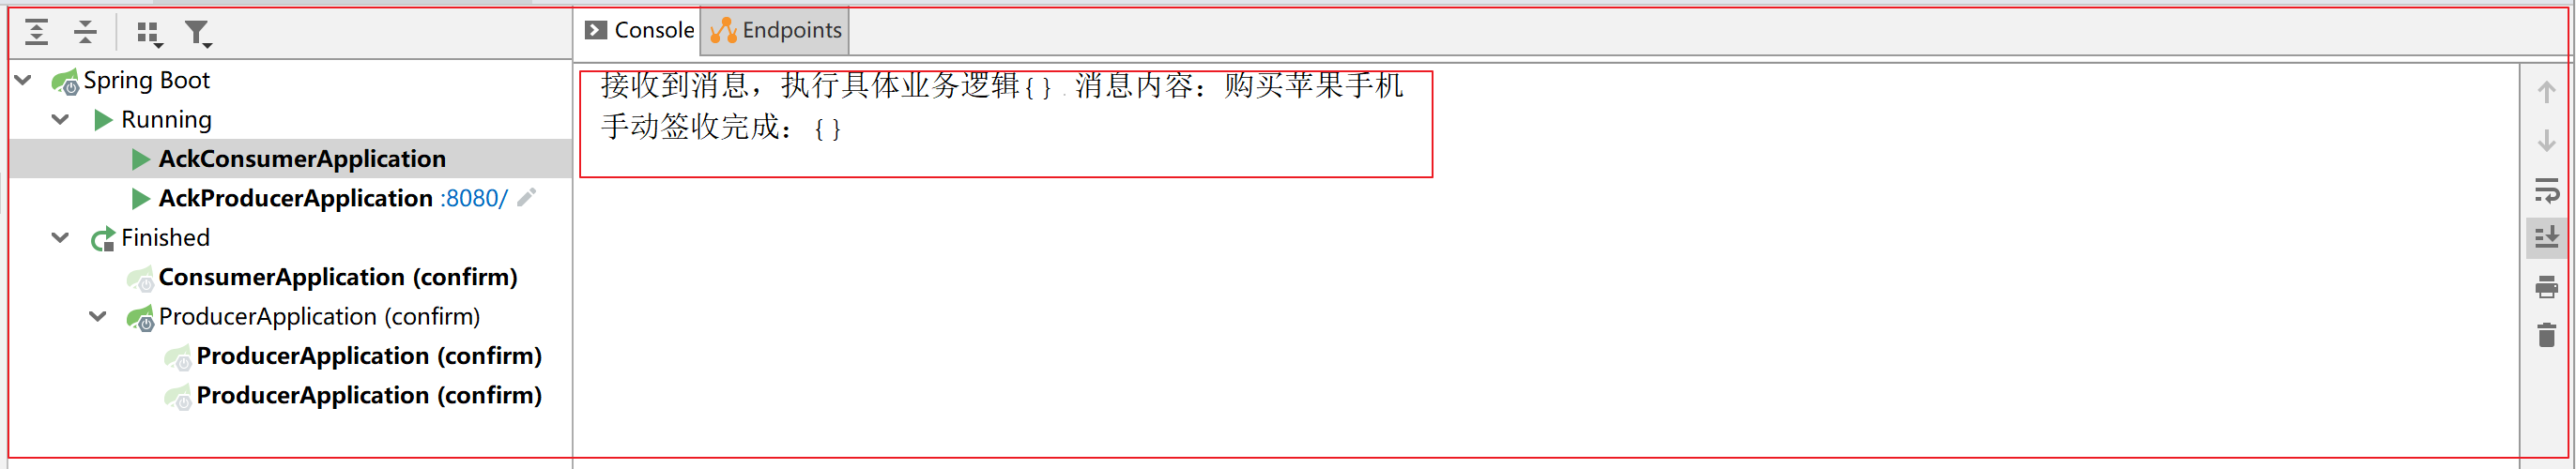 Console Endpoints
Spring Boot
Running
AckConsumerApplication
AckProducerApplication :8080/
Finished
ConsumerApplication (confirm)
ProducerApplication (confirm)
ProducerApplication (confirm)
ProducerApplication (confirm)
接收到消息，执行具体业务逻辑{} 消息内容：购买苹果手机
手动签收完成：{}